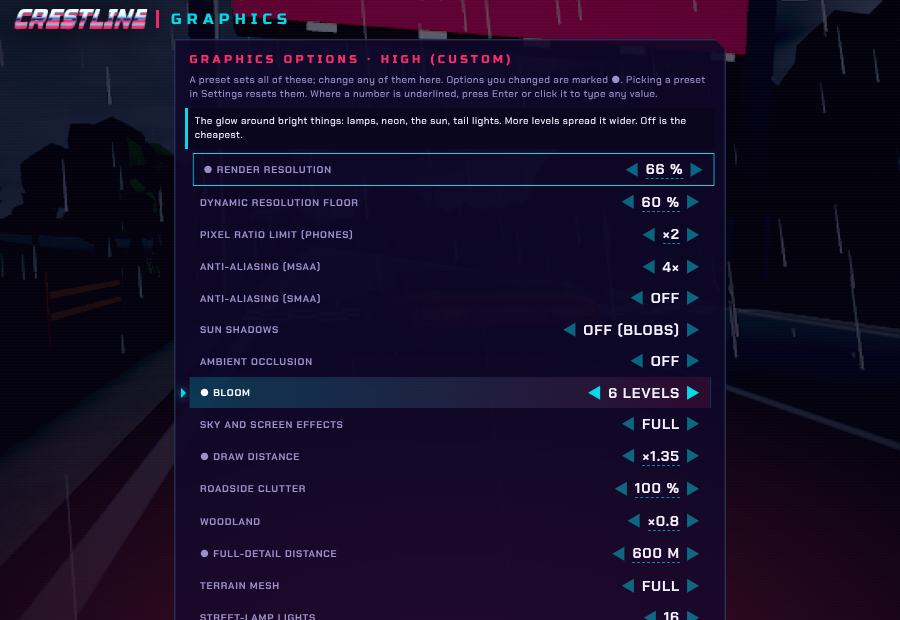 CRESTLINE | GRAPHICS
GRAPHICS OPTIONS · HIGH (CUSTOM)
A preset sets all of these; change any of them here. Options you changed are marked ●. Picking a preset
in Settings resets them. Where a number is underlined, press Enter or click it to type any value.
The glow around bright things: lamps, neon, the sun, tail lights. More levels spread it wider. Off is the
cheapest.
● RENDER RESOLUTION ◀ 66 % ▶
DYNAMIC RESOLUTION FLOOR ◀ 60 % ▶
PIXEL RATIO LIMIT (PHONES) ◀ ×2 ▶
ANTI-ALIASING (MSAA) ◀ 4× ▶
ANTI-ALIASING (SMAA) ◀ OFF ▶
SUN SHADOWS ◀ OFF (BLOBS) ▶
AMBIENT OCCLUSION ◀ OFF ▶
● BLOOM ◀ 6 LEVELS ▶
SKY AND SCREEN EFFECTS ◀ FULL ▶
● DRAW DISTANCE ◀ ×1.35 ▶
ROADSIDE CLUTTER ◀ 100 % ▶
WOODLAND ◀ ×0.8 ▶
● FULL-DETAIL DISTANCE ◀ 600 M ▶
TERRAIN MESH ◀ FULL ▶
STREET-LAMP LIGHTS ◀ 16 ▶